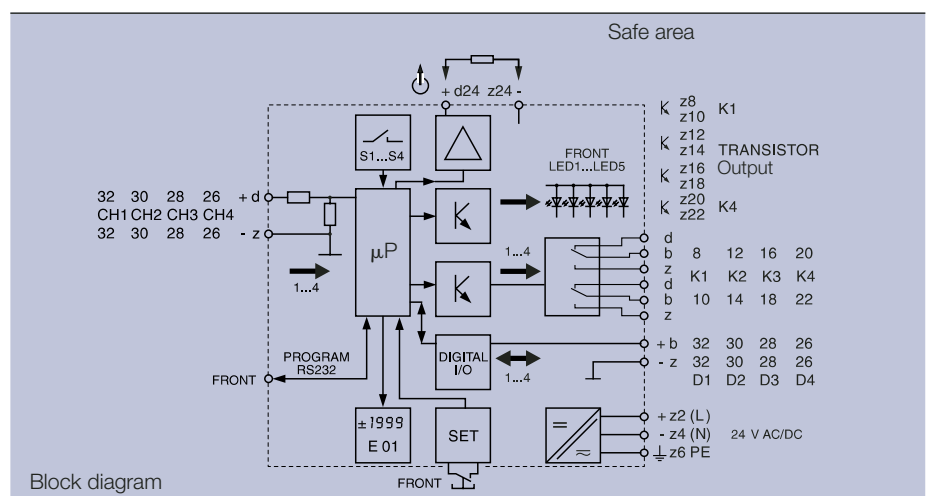 Safe area
+ d24 z24 -
z8
z10 K1
z12
z14 TRANSISTOR
z16 Output
z18
z20
z22 K4
S1...S4
FRONT
LED1...LED5
32 30 28 26 + d
CH1 CH2 CH3 CH4
32 30 28 26 - z
µP
1...4
1...4
d
b 8 12 16 20
z
K1 K2 K3 K4
d
b 10 14 18 22
z
DIGITAL
I/O
1...4
+ b 32 30 28 26
- z 32 30 28 26
D1 D2 D3 D4
PROGRAM
RS232
FRONT
±1999
E 01
SET
FRONT
+ z2 (L)
- z4 (N) 24 V AC/DC
z6 PE
Block diagram